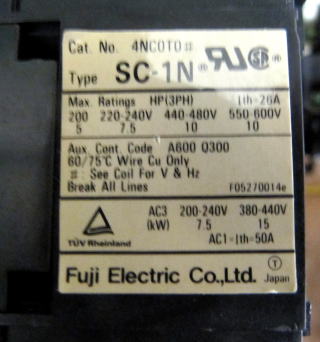 Cat. No. 4NC0T0#
Type SC-1N
Max. Ratings HP(3PH) Ith=26A
200 220-240V 440-480V 550-600V
5 7.5 10 10
Aux. Cont. Code A600 Q300
60/75°C Wire Cu Only
#: See Coil For V & Hz
Break All Lines F05270014e
AC3 200-240V 380-440V
(kW) 7.5 15
AC1-Ith=50A
TÜV Rheinland
Fuji Electric Co.,Ltd. T Japan